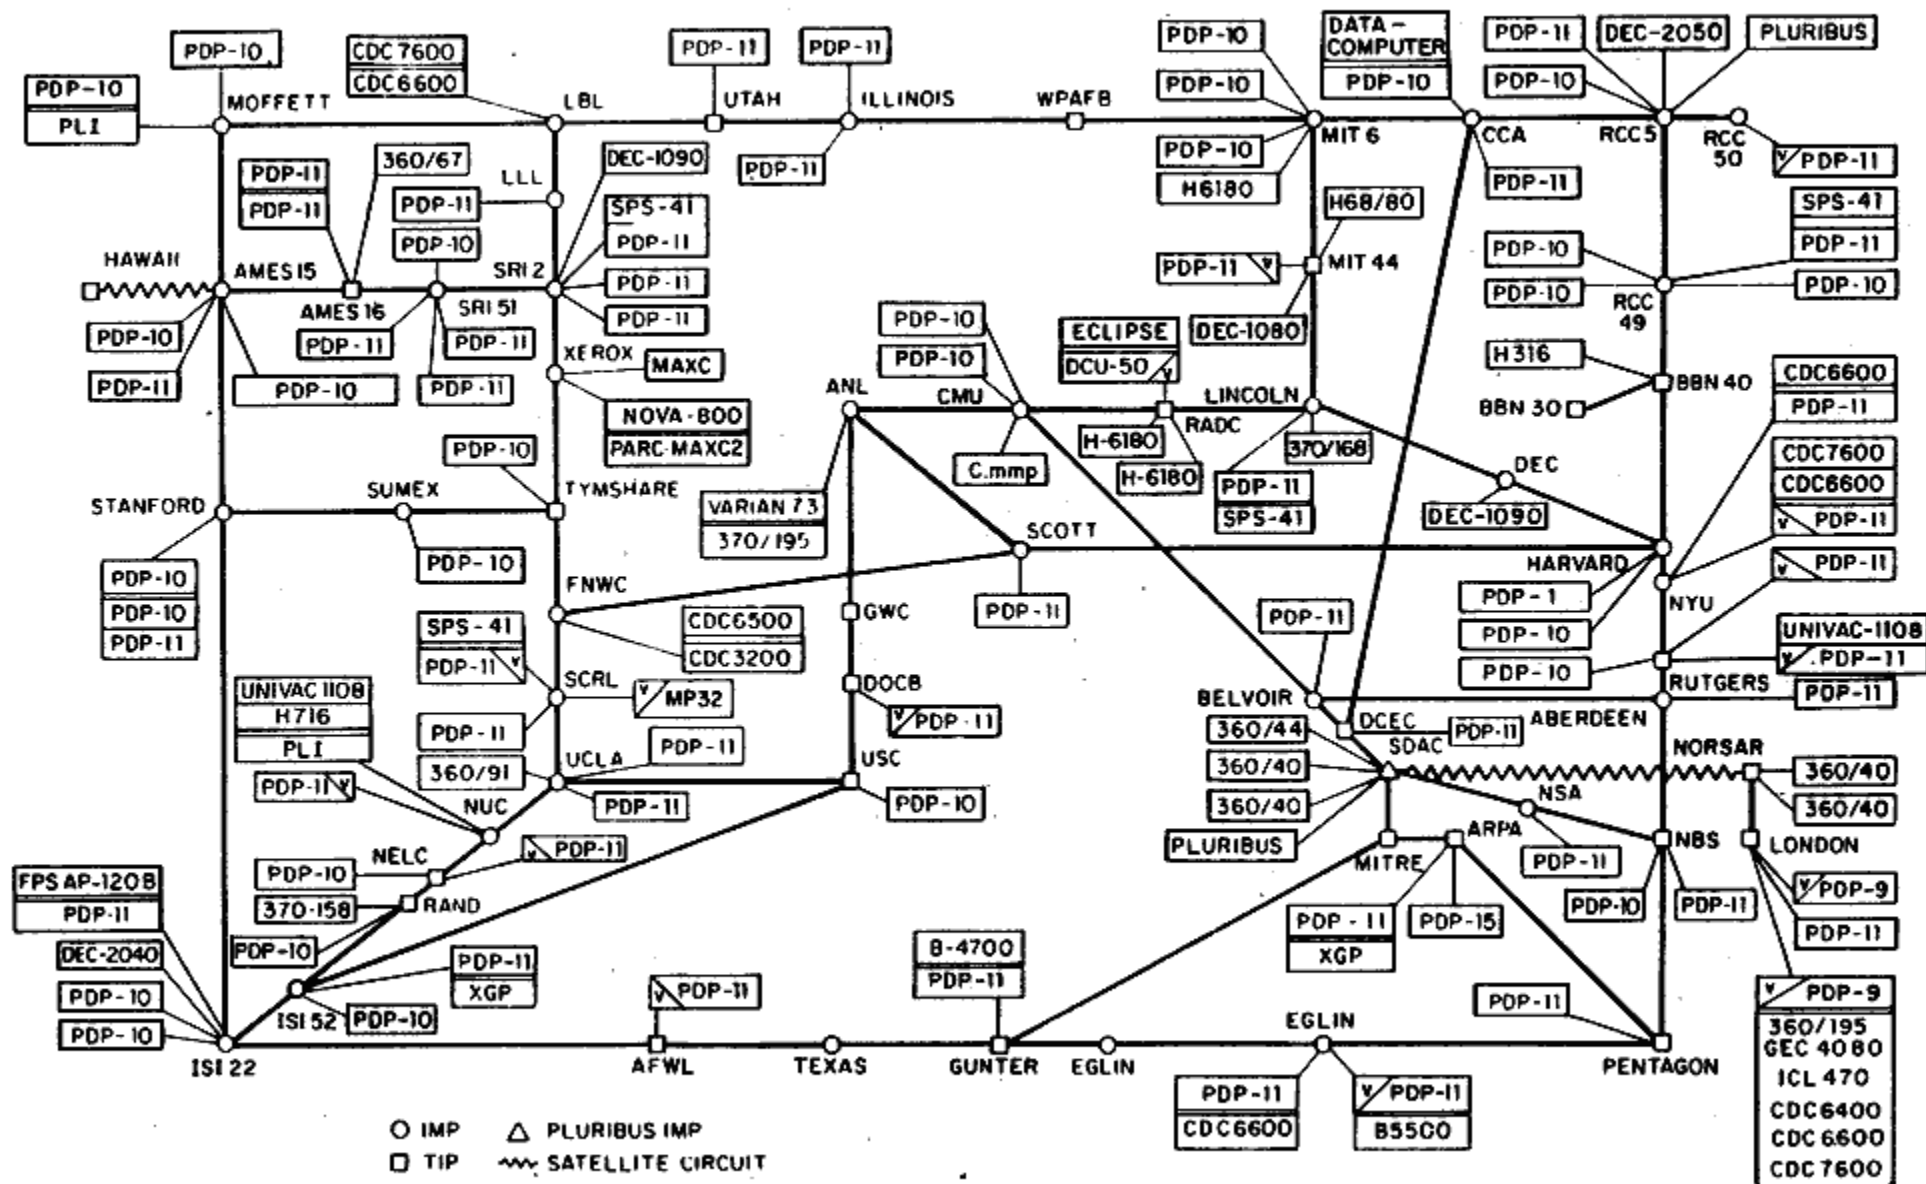 PDP-10
CDC 7600
CDC6600
PDP-11
PDP-11
PDP-10
PDP-10
PDP-10
H6180
DATA-
COMPUTER
PDP-10
PDP-11
PDP-10
DEC-2050
PLURIBUS
PDP-10
PLI
MOFFETT
LBL
UTAH
ILLINOIS
WPAFB
MIT 6
CCA
RCC 5
RCC
50
PDP-11
V PDP-11
PDP-11
PDP-11
PDP-11
360/67
LLL
PDP-11
PDP-10
DEC-1090
SPS-41
PDP-11
PDP-11
PDP-11
HAWAII
AMES 15
AMES 16
SRI 51
SRI 2
PDP-10
PDP-11
PDP-10
PDP-11
PDP-11
PDP-11
XEROX
MAXC
NOVA-800
PARC-MAXC2
H68/80
PDP-11 V
MIT 44
DEC-1080
PDP-10
PDP-10
SPS-41
PDP-11
PDP-10
RCC
49
H316
BBN 40
BBN 30
PDP-10
PDP-10
ECLIPSE
DCU-50 V
ANL
CMU
RADC
LINCOLN
C.mmp
H-6180
H-6180
370/168
PDP-11
SPS-41
DEC
DEC-1090
CDC6600
PDP-11
CDC7600
CDC6600
V PDP-11
V PDP-11
PDP-10
STANFORD
SUMEX
TYMSHARE
PDP-10
PDP-10
PDP-10
PDP-11
VARIAN 73
370/195
SCOTT
PDP-11
HARVARD
PDP-1
PDP-10
NYU
PDP-10
FNWC
CDC6500
CDC3200
GWC
SPS-41
PDP-11 V
SCRL
V MP32
PDP-11
DOCB
V PDP-11
PDP-11
BELVOIR
UNIVAC-1108
V PDP-11
RUTGERS
PDP-11
ABERDEEN
UNIVAC 1108
H716
PLI
PDP-11 V
360/91
UCLA
PDP-11
PDP-11
USC
PDP-10
NUC
360/44
360/40
360/40
PLURIBUS
DCEC
PDP-11
SDAC
NORSAR
360/40
360/40
NSA
PDP-11
NBS
PDP-10
PDP-11
LONDON
V PDP-9
PDP-11
V PDP-9
360/195
GEC 4080
ICL 470
CDC6400
CDC6600
CDC7600
NELC
PDP-10
V PDP-11
370-158
RAND
PDP-10
MITRE
ARPA
PDP-11
XGP
PDP-15
FPS AP-120B
PDP-11
DEC-2040
PDP-10
PDP-10
PDP-11
XGP
ISI 52
PDP-10
V PDP-11
B-4700
PDP-11
EGLIN
PDP-11
ISI 22
AFWL
TEXAS
GUNTER
EGLIN
PENTAGON
PDP-11
CDC6600
V PDP-11
B5500
IMP
PLURIBUS IMP
TIP
SATELLITE CIRCUIT